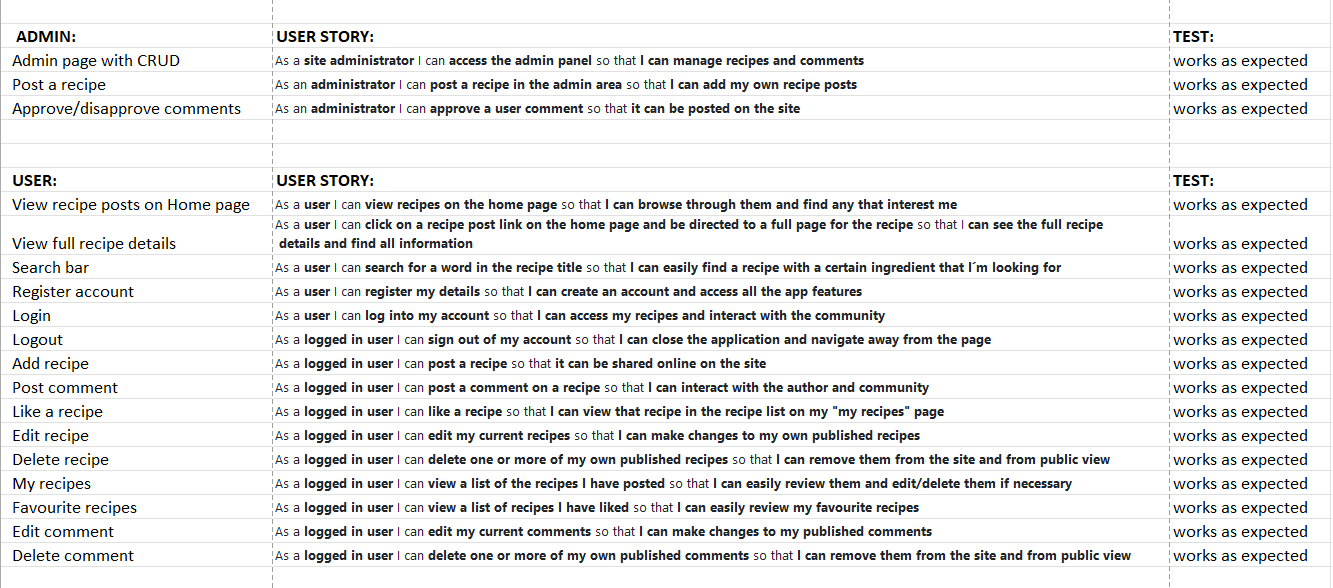 ADMIN: USER STORY: TEST:
Admin page with CRUD As a site administrator I can access the admin panel so that I can manage recipes and comments works as expected
Post a recipe As an administrator I can post a recipe in the admin area so that I can add my own recipe posts works as expected
Approve/disapprove comments As an administrator I can approve a user comment so that it can be posted on the site works as expected
USER: USER STORY: TEST:
View recipe posts on Home page As a user I can view recipes on the home page so that I can browse through them and find any that interest me works as expected
As a user I can click on a recipe post link on the home page and be directed to a full page for the recipe so that I can see the full recipe
View full recipe details details and find all information works as expected
Search bar As a user I can search for a word in the recipe title so that I can easily find a recipe with a certain ingredient that I´m looking for works as expected
Register account As a user I can register my details so that I can create an account and access all the app features works as expected
Login As a user I can log into my account so that I can access my recipes and interact with the community works as expected
Logout As a logged in user I can sign out of my account so that I can close the application and navigate away from the page works as expected
Add recipe As a logged in user I can post a recipe so that it can be shared online on the site works as expected
Post comment As a logged in user I can post a comment on a recipe so that I can interact with the author and community works as expected
Like a recipe As a logged in user I can like a recipe so that I can view that recipe in the recipe list on my "my recipes" page works as expected
Edit recipe As a logged in user I can edit my current recipes so that I can make changes to my own published recipes works as expected
Delete recipe As a logged in user I can delete one or more of my own published recipes so that I can remove them from the site and from public view works as expected
My recipes As a logged in user I can view a list of the recipes I have posted so that I can easily review them and edit/delete them if necessary works as expected
Favourite recipes As a logged in user I can view a list of recipes I have liked so that I can easily review my favourite recipes works as expected
Edit comment As a logged in user I can edit my current comments so that I can make changes to my published comments works as expected
Delete comment As a logged in user I can delete one or more of my own published comments so that I can remove them from the site and from public view works as expected